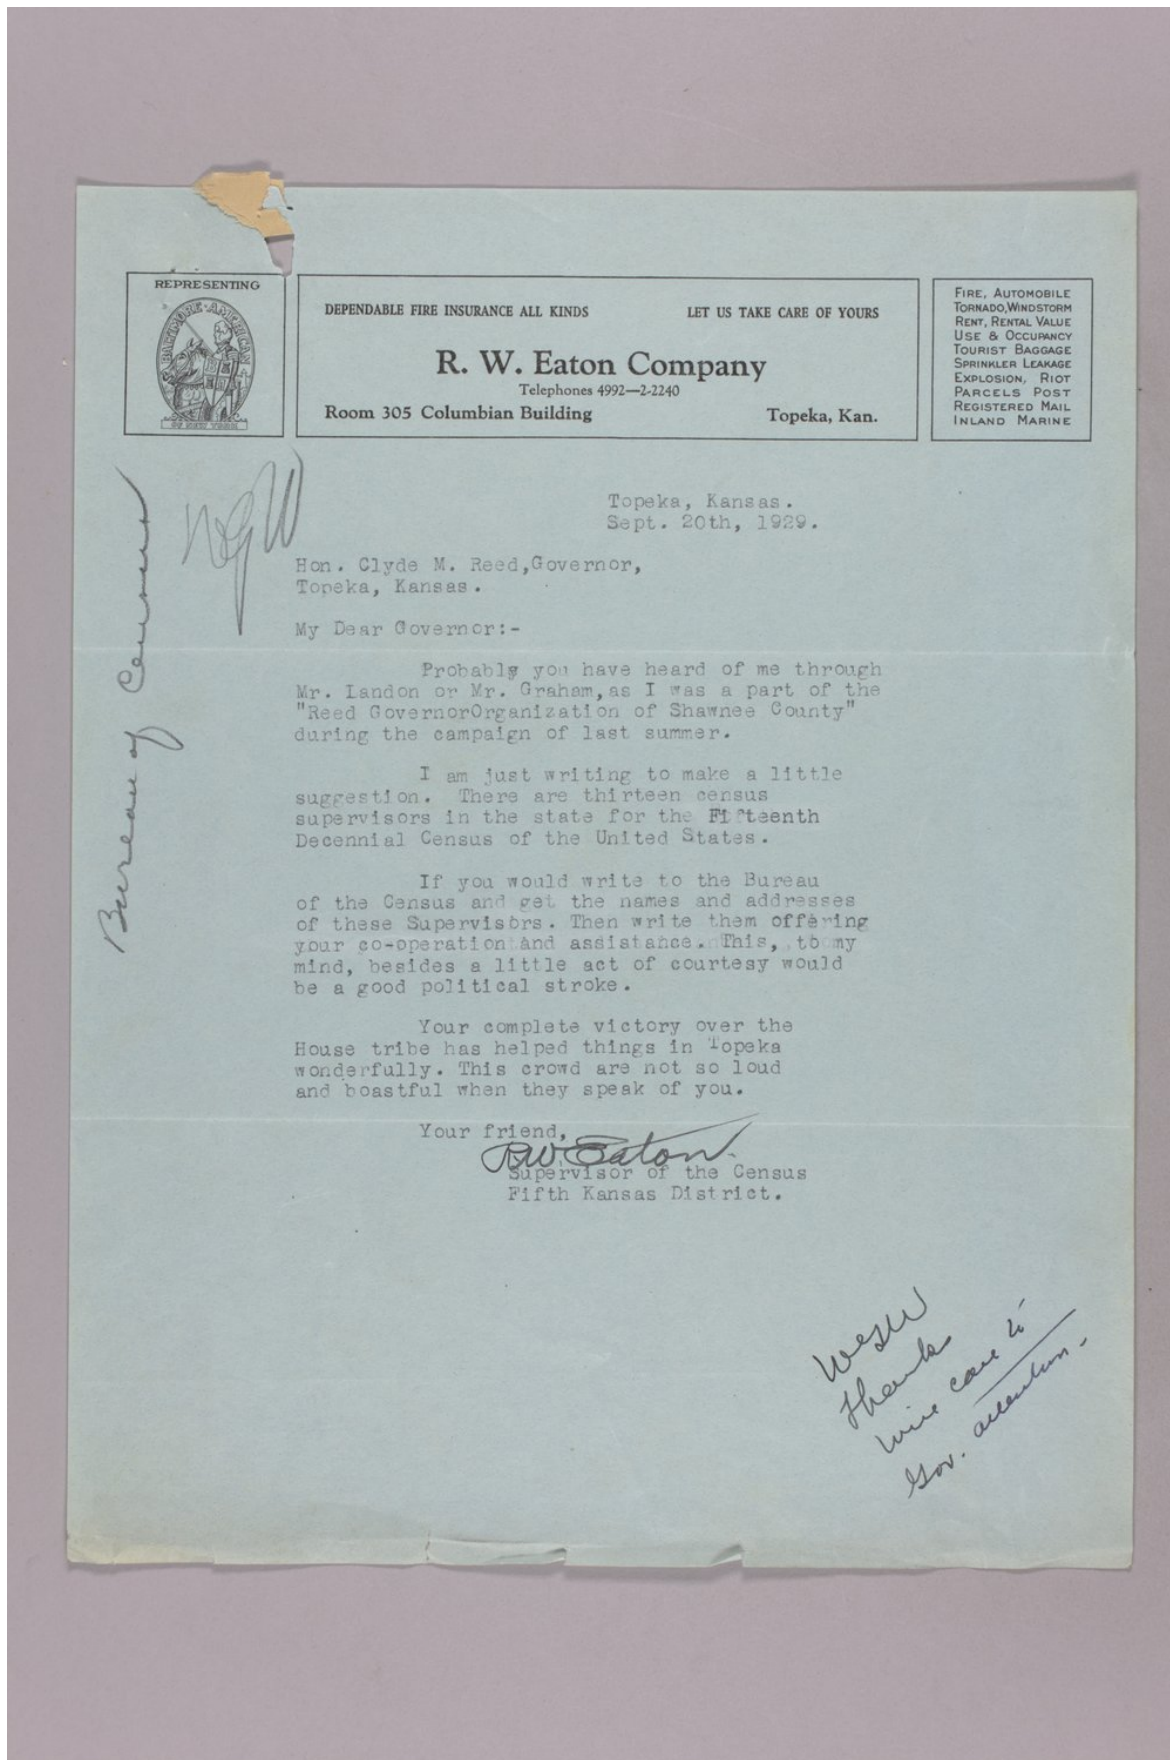 REPRESENTING
BALTIMORE-AMERICAN
OF NEW YORK
DEPENDABLE FIRE INSURANCE ALL KINDS LET US TAKE CARE OF YOURS
R. W. Eaton Company
Telephones 4992—2-2240
Room 305 Columbian Building Topeka, Kan.
FIRE, AUTOMOBILE
TORNADO, WINDSTORM
RENT, RENTAL VALUE
USE & OCCUPANCY
TOURIST BAGGAGE
SPRINKLER LEAKAGE
EXPLOSION, RIOT
PARCELS POST
REGISTERED MAIL
INLAND MARINE
Bureau of Census
Topeka, Kansas.
Sept. 20th, 1929.
Hon. Clyde M. Reed,Governor,
Topeka, Kansas.
My Dear Governor:-
Probably you have heard of me through
Mr. Landon or Mr. Graham,as I was a part of the
"Reed GovernorOrganization of Shawnee County"
during the campaign of last summer.
I am just writing to make a little
suggestion. There are thirteen census
supervisors in the state for the Fifteenth
Decennial Census of the United States.
If you would write to the Bureau
of the Census and get the names and addresses
of these Supervisors. Then write them offering
your co-operation and assistance. This, to my
mind, besides a little act of courtesy would
be a good political stroke.
Your complete victory over the
House tribe has helped things in Topeka
wonderfully. This crowd are not so loud
and boastful when they speak of you.
Your friend,
RW Eaton.
Supervisor of the Census
Fifth Kansas District.
Thanks
Will call to
Gov. attention-